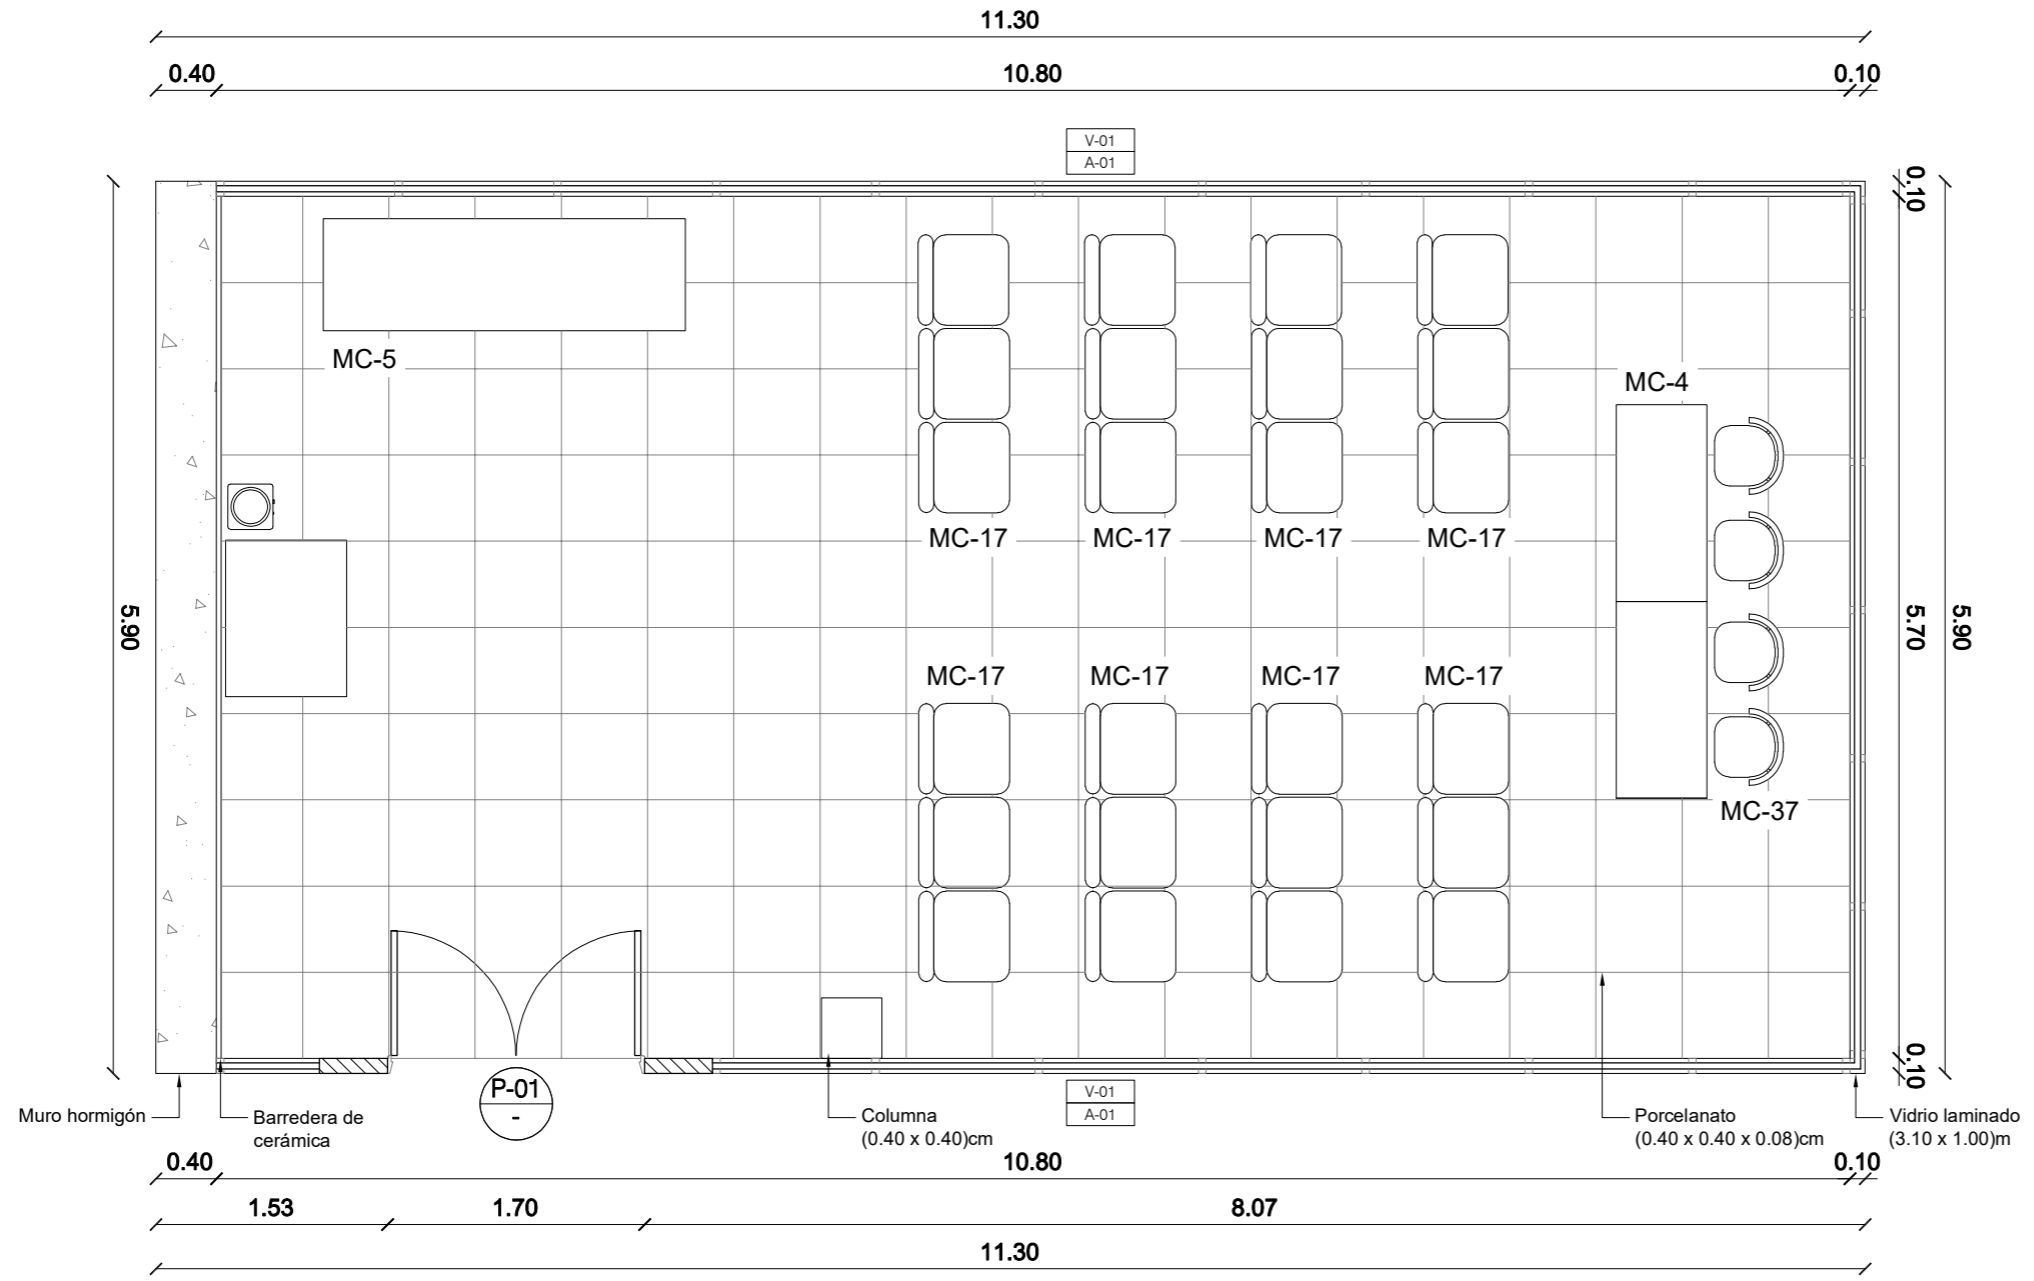 11.30
0.40
10.80
0.10
V-01
A-01
0.10
5.90
5.70
5.90
0.10
MC-5
MC-4
MC-17
MC-17
MC-17
MC-17
MC-17
MC-17
MC-17
MC-17
MC-37
P-01
-
V-01
A-01
Muro hormigón
Barredera de
cerámica
Columna
(0.40 x 0.40)cm
Porcelanato
(0.40 x 0.40 x 0.08)cm
Vidrio laminado
(3.10 x 1.00)m
0.40
10.80
0.10
1.53
1.70
8.07
11.30